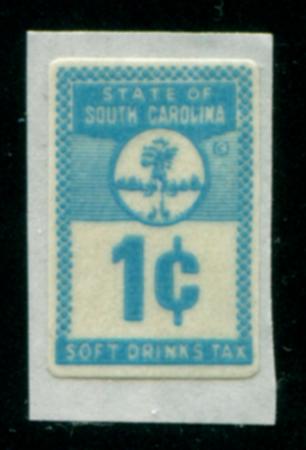 STATE OF
SOUTH CAROLINA
©
1¢
SOFT DRINKS TAX